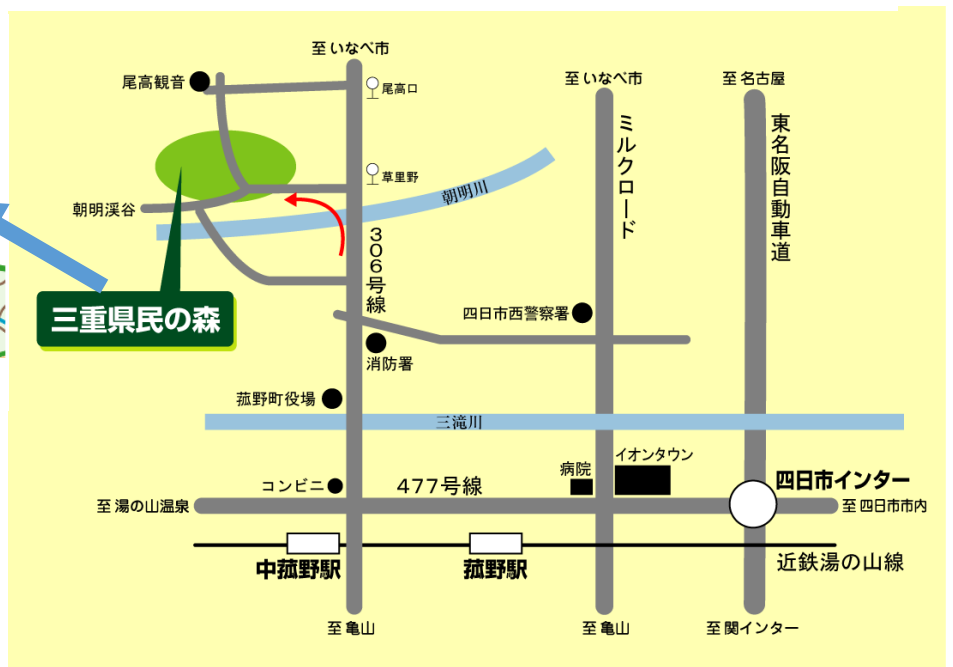 至いなべ市
至いなべ市
至名古屋
尾高観音
尾高口
ミルクロード
東名阪自動車道
草里野
朝明川
朝明渓谷
306号線
三重県民の森
四日市西警察署
消防署
菰野町役場
三滝川
イオンタウン
病院
コンビニ
477号線
四日市インター
至湯の山温泉
至四日市市内
中菰野駅
菰野駅
近鉄湯の山線
至亀山
至亀山
至関インター